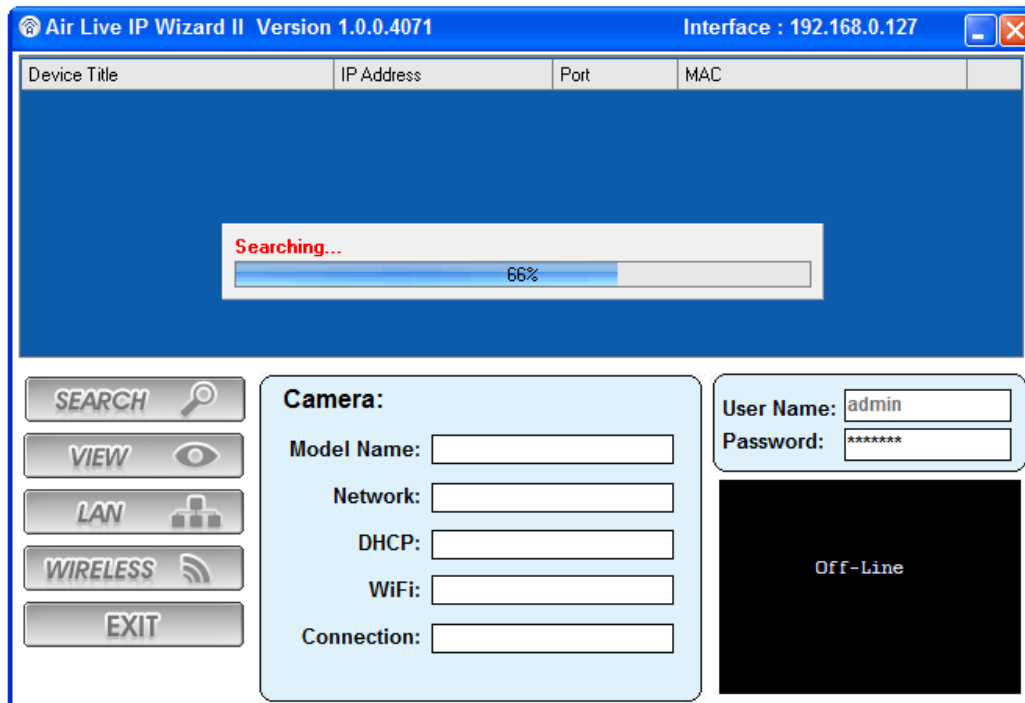 Air Live IP Wizard II Version 1.0.0.4071 Interface : 192.168.0.127
Device Title IP Address Port MAC
Searching...
66%
SEARCH
VIEW
LAN
WIRELESS
EXIT
Camera:
Model Name:
Network:
DHCP:
WiFi:
Connection:
User Name: admin
Password: *******
Off-Line